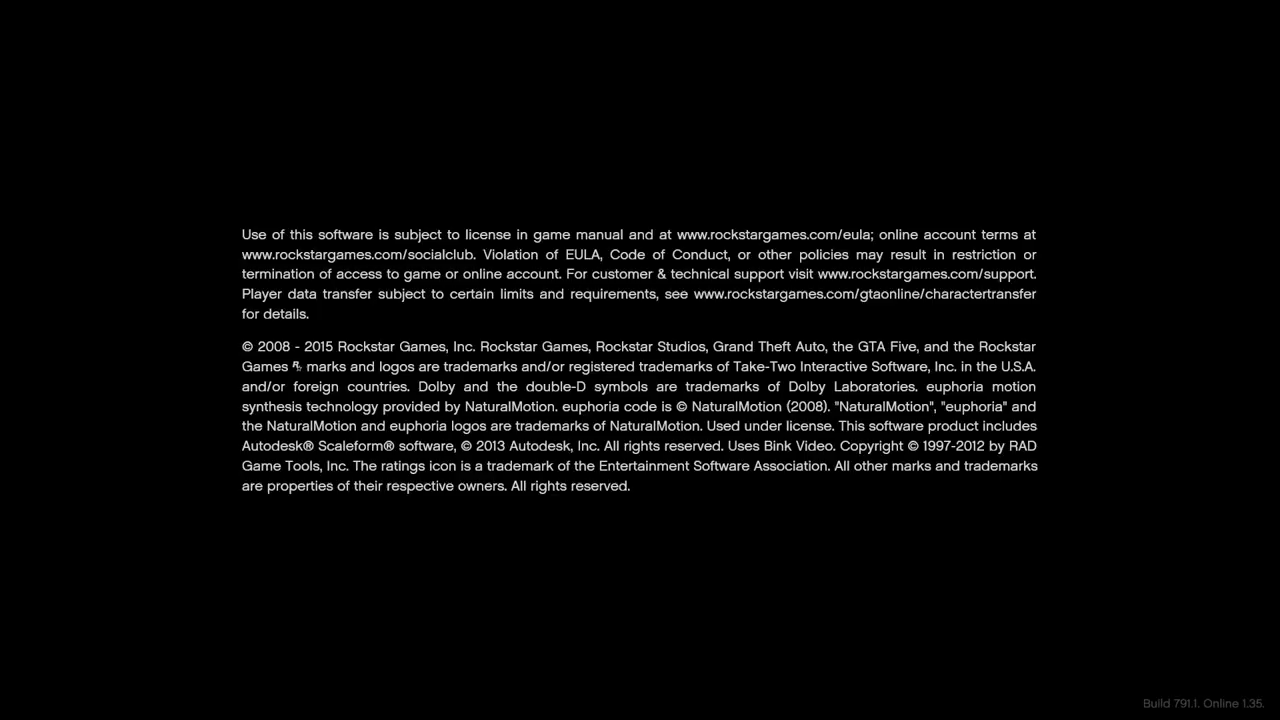 Use of this software is subject to license in game manual and at www.rockstargames.com/eula; online account terms at
www.rockstargames.com/socialclub. Violation of EULA, Code of Conduct, or other policies may result in restriction or
termination of access to game or online account. For customer & technical support visit www.rockstargames.com/support.
Player data transfer subject to certain limits and requirements, see www.rockstargames.com/gtaonline/charactertransfer
for details.
© 2008 - 2015 Rockstar Games, Inc. Rockstar Games, Rockstar Studios, Grand Theft Auto, the GTA Five, and the Rockstar
Games R* marks and logos are trademarks and/or registered trademarks of Take-Two Interactive Software, Inc. in the U.S.A.
and/or foreign countries. Dolby and the double-D symbols are trademarks of Dolby Laboratories. euphoria motion
synthesis technology provided by NaturalMotion. euphoria code is © NaturalMotion (2008). "NaturalMotion", "euphoria" and
the NaturalMotion and euphoria logos are trademarks of NaturalMotion. Used under license. This software product includes
Autodesk® Scaleform® software, © 2013 Autodesk, Inc. All rights reserved. Uses Bink Video. Copyright © 1997-2012 by RAD
Game Tools, Inc. The ratings icon is a trademark of the Entertainment Software Association. All other marks and trademarks
are properties of their respective owners. All rights reserved.
Build 791.1. Online 1.35.